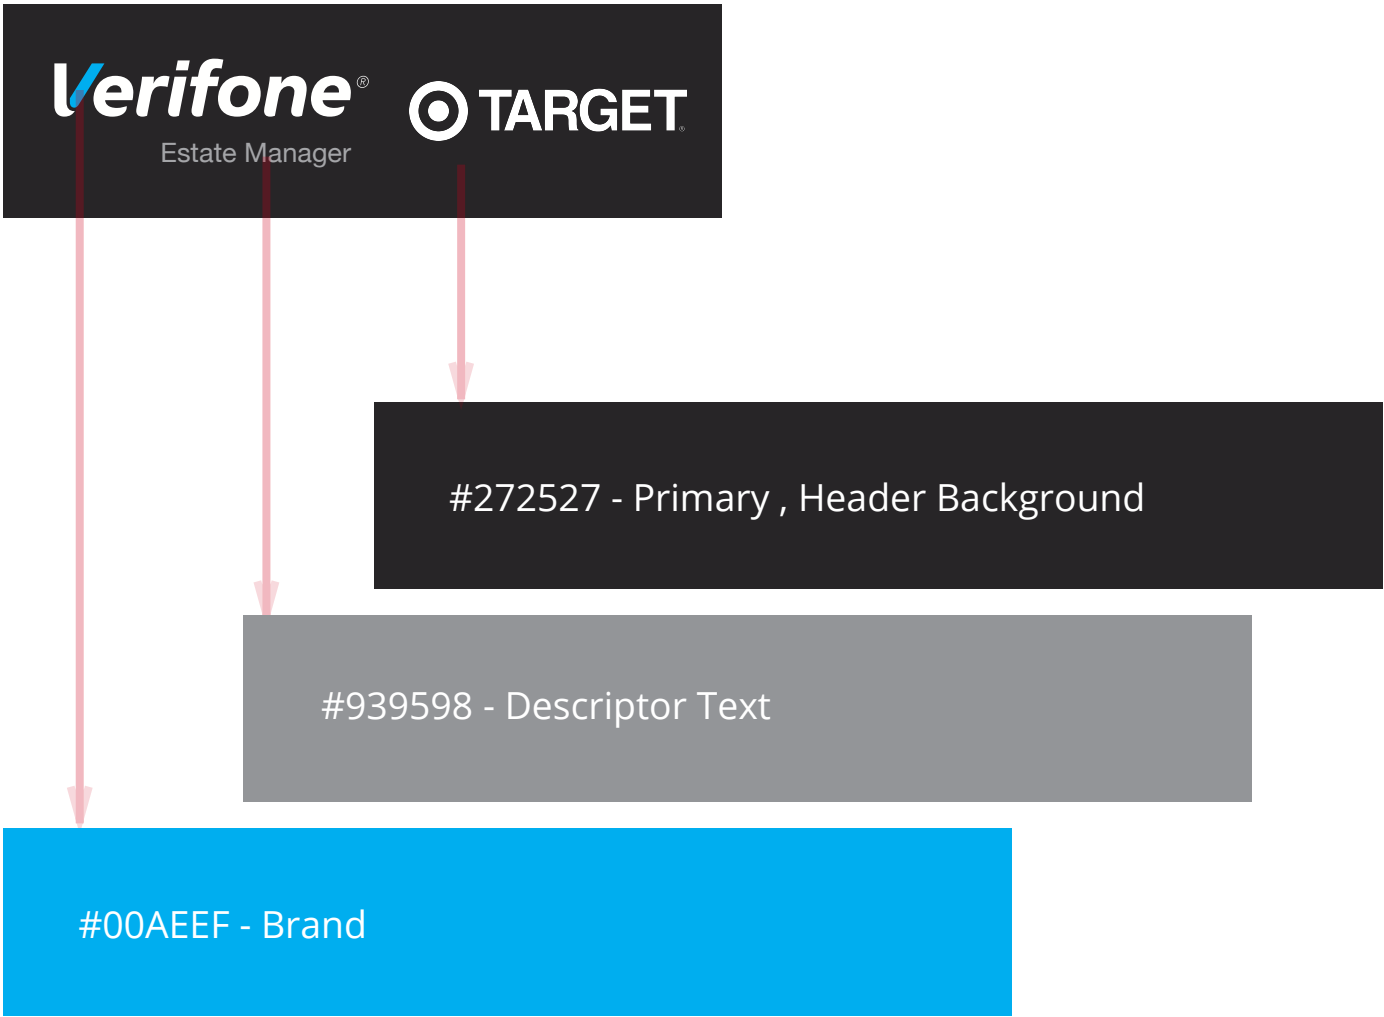 Verifone®
TARGET®
Estate Manager
#272527 - Primary , Header Background
#939598 - Descriptor Text
#00AEEF - Brand